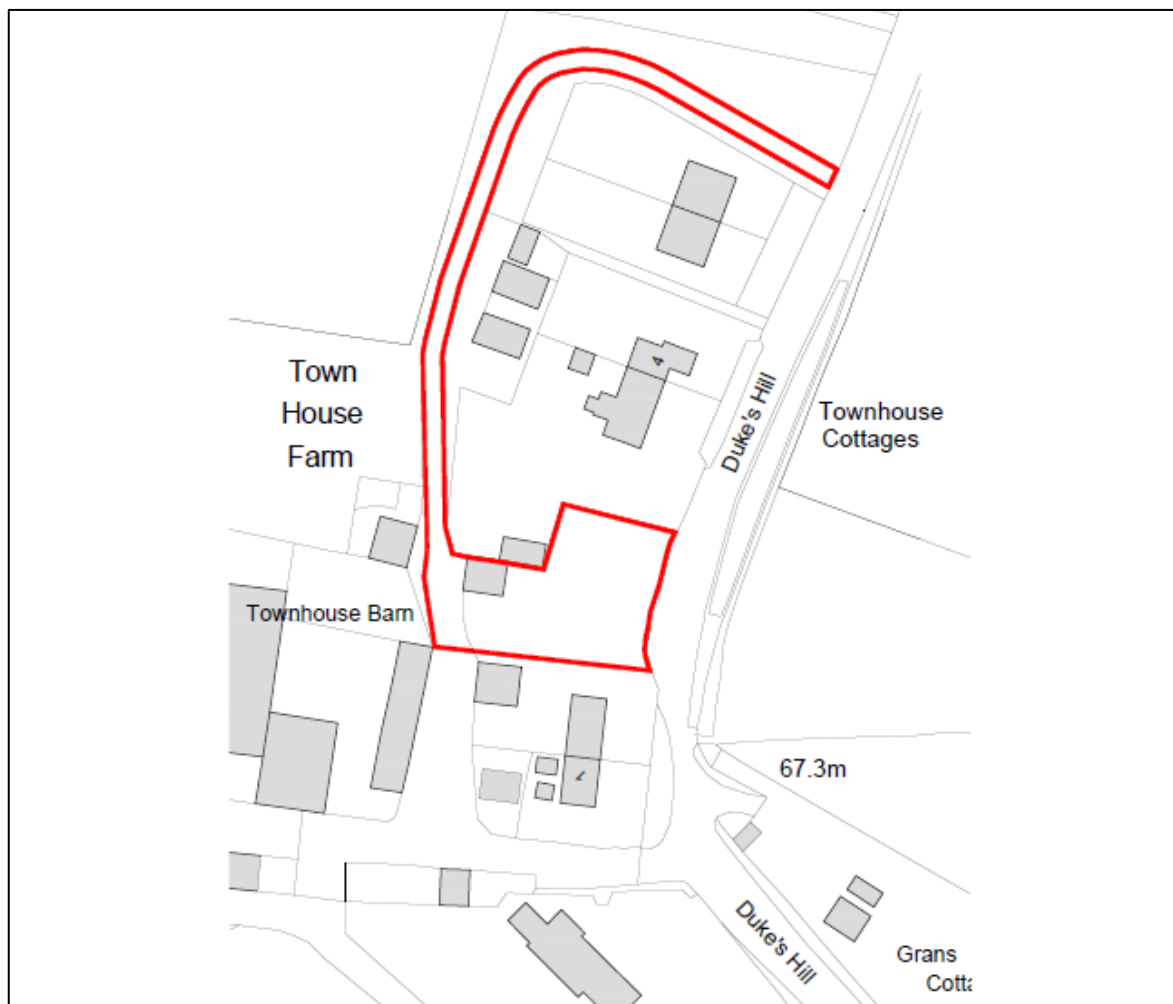 Town
House
Farm
4
Duke's Hill
Townhouse
Cottages
Townhouse Barn
67.3m
Duke's Hill
Grans
Cotta